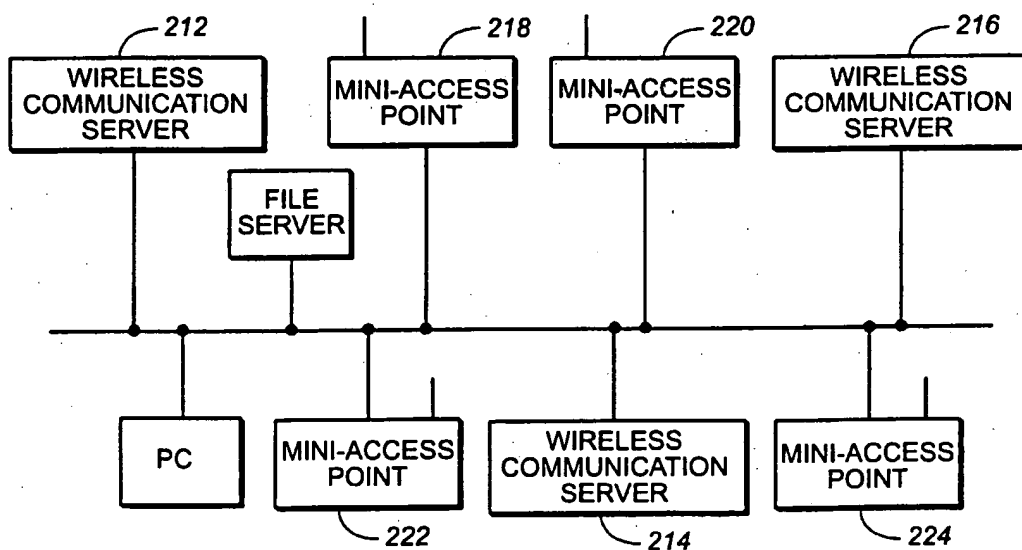 212
218
220
216
WIRELESS
COMMUNICATION
SERVER
MINI-ACCESS
POINT
MINI-ACCESS
POINT
WIRELESS
COMMUNICATION
SERVER
FILE
SERVER
PC
MINI-ACCESS
POINT
WIRELESS
COMMUNICATION
SERVER
MINI-ACCESS
POINT
222
214
224